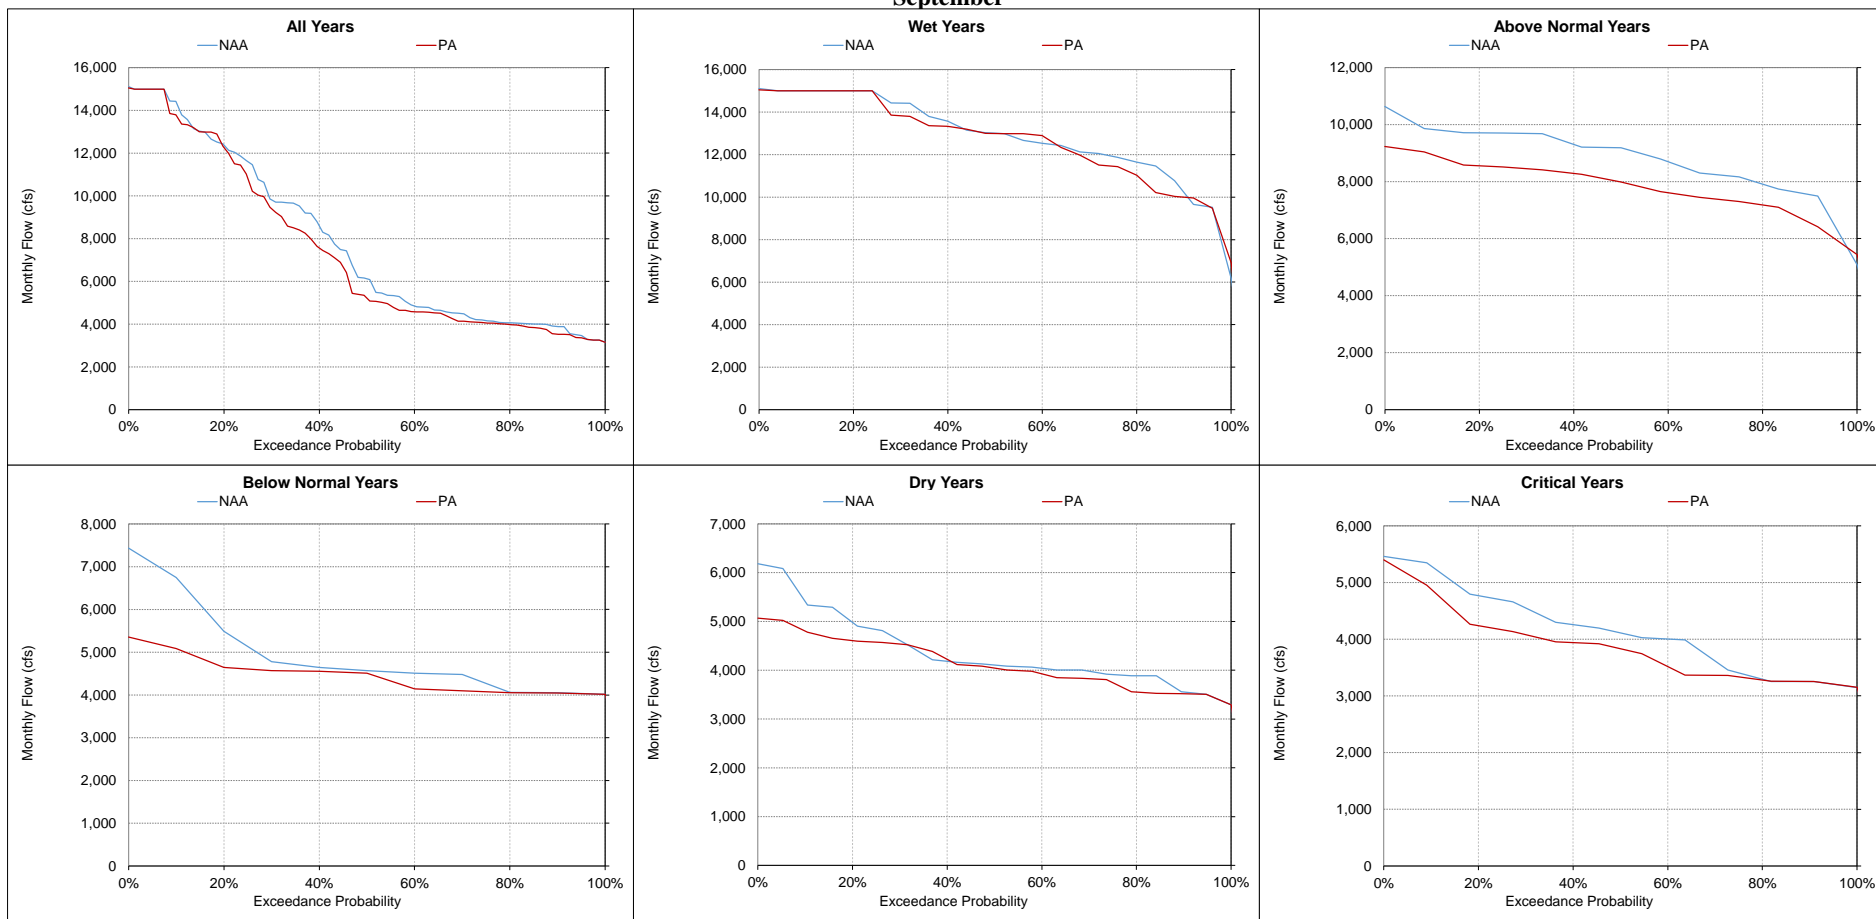 September
All Years
NAA PA
16,000
14,000
12,000
10,000
8,000
6,000
4,000
2,000
0
Monthly Flow (cfs)
0% 20% 40% 60% 80% 100%
Exceedance Probability
Wet Years
NAA PA
16,000
14,000
12,000
10,000
8,000
6,000
4,000
2,000
0
Monthly Flow (cfs)
0% 20% 40% 60% 80% 100%
Exceedance Probability
Above Normal Years
NAA PA
12,000
10,000
8,000
6,000
4,000
2,000
0
Monthly Flow (cfs)
0% 20% 40% 60% 80% 100%
Exceedance Probability
Below Normal Years
NAA PA
8,000
7,000
6,000
5,000
4,000
3,000
2,000
1,000
0
Monthly Flow (cfs)
0% 20% 40% 60% 80% 100%
Exceedance Probability
Dry Years
NAA PA
7,000
6,000
5,000
4,000
3,000
2,000
1,000
0
Monthly Flow (cfs)
0% 20% 40% 60% 80% 100%
Exceedance Probability
Critical Years
NAA PA
6,000
5,000
4,000
3,000
2,000
1,000
0
Monthly Flow (cfs)
0% 20% 40% 60% 80% 100%
Exceedance Probability